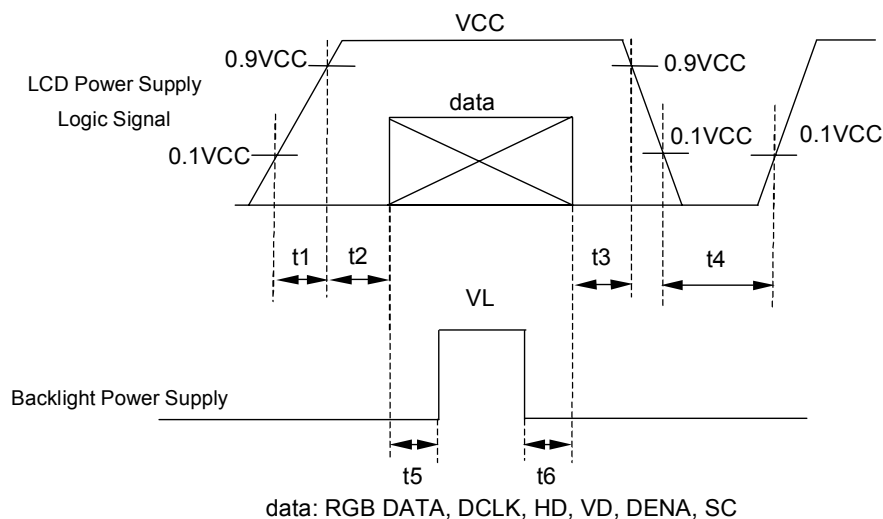 VCC
0.9VCC
0.9VCC
LCD Power Supply
Logic Signal
data
0.1VCC
0.1VCC
0.1VCC
t1
t2
t3
t4
VL
Backlight Power Supply
t5
t6
data: RGB DATA, DCLK, HD, VD, DENA, SC